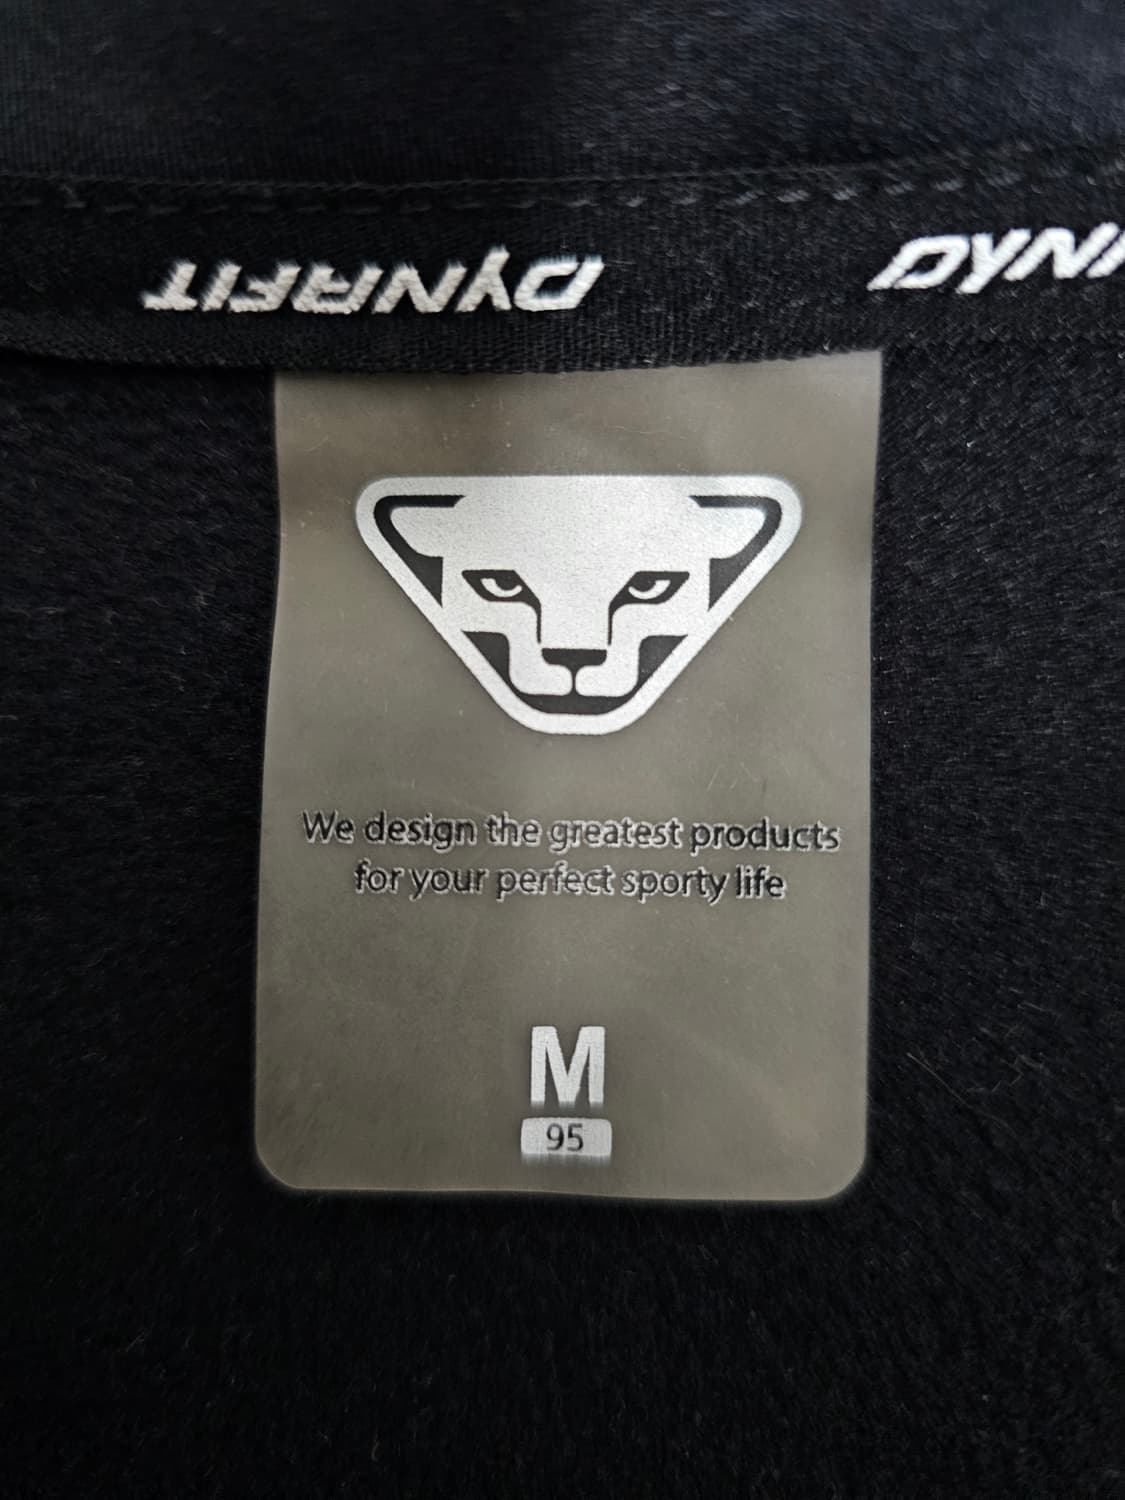 DYNAFIT
We design the greatest products
for your perfect sporty life
M
95